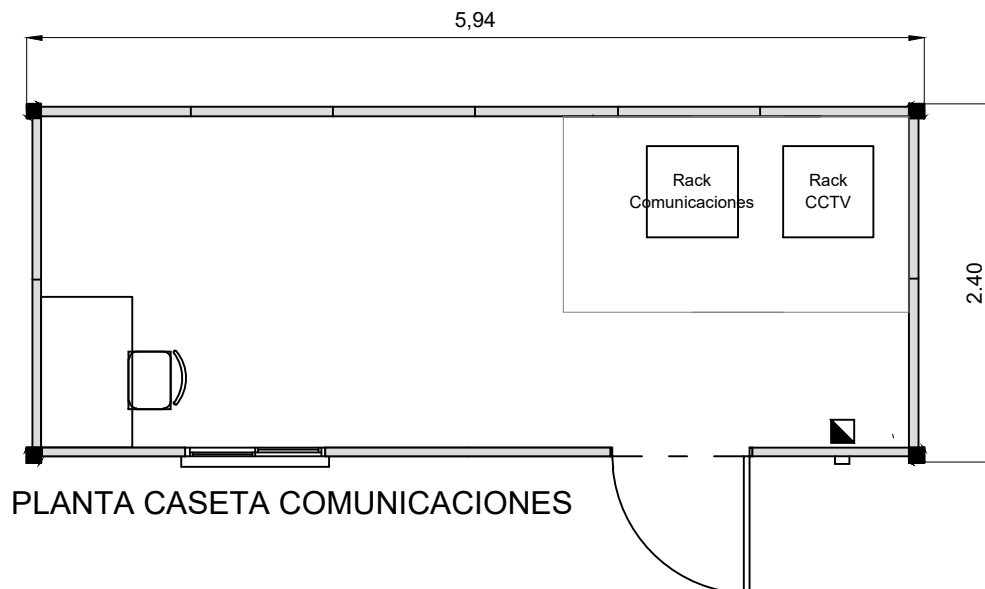 5,94
Rack
Comunicaciones
Rack
CCTV
2.40
PLANTA CASETA COMUNICACIONES